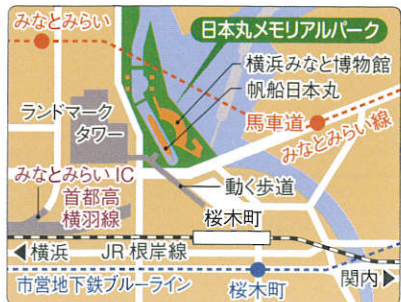 みなとみらい
日本丸メモリアルパーク
横浜みなと博物館
帆船日本丸
ランドマーク
タワー
馬車道
みなとみらい線
みなとみらいIC
首都高
横羽線
動く歩道
桜木町
横浜
JR根岸線
関内
市営地下鉄ブルーライン
桜木町